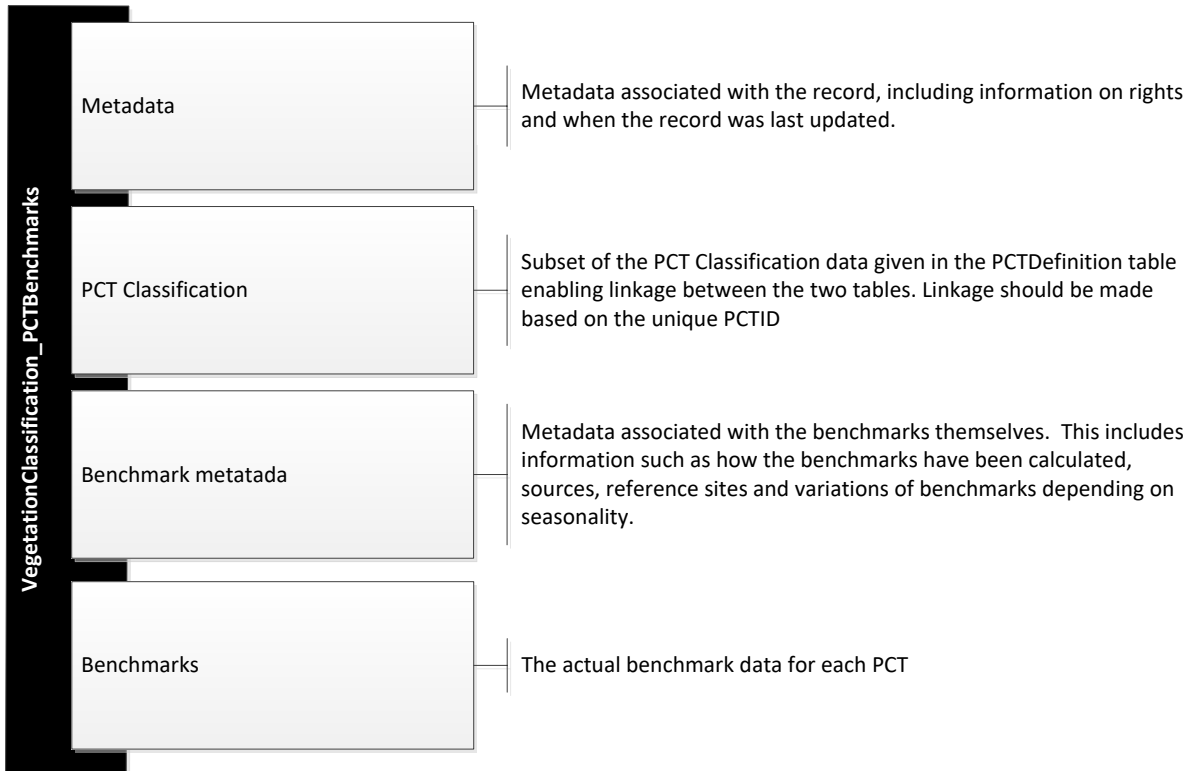 VegetationClassification_PCTBenchmarks
Metadata
Metadata associated with the record, including information on rights
and when the record was last updated.
PCT Classification
Subset of the PCT Classification data given in the PCTDefinition table
enabling linkage between the two tables. Linkage should be made
based on the unique PCTID
Benchmark metatada
Metadata associated with the benchmarks themselves.  This includes
information such as how the benchmarks have been calculated,
sources, reference sites and variations of benchmarks depending on
seasonality.
Benchmarks
The actual benchmark data for each PCT